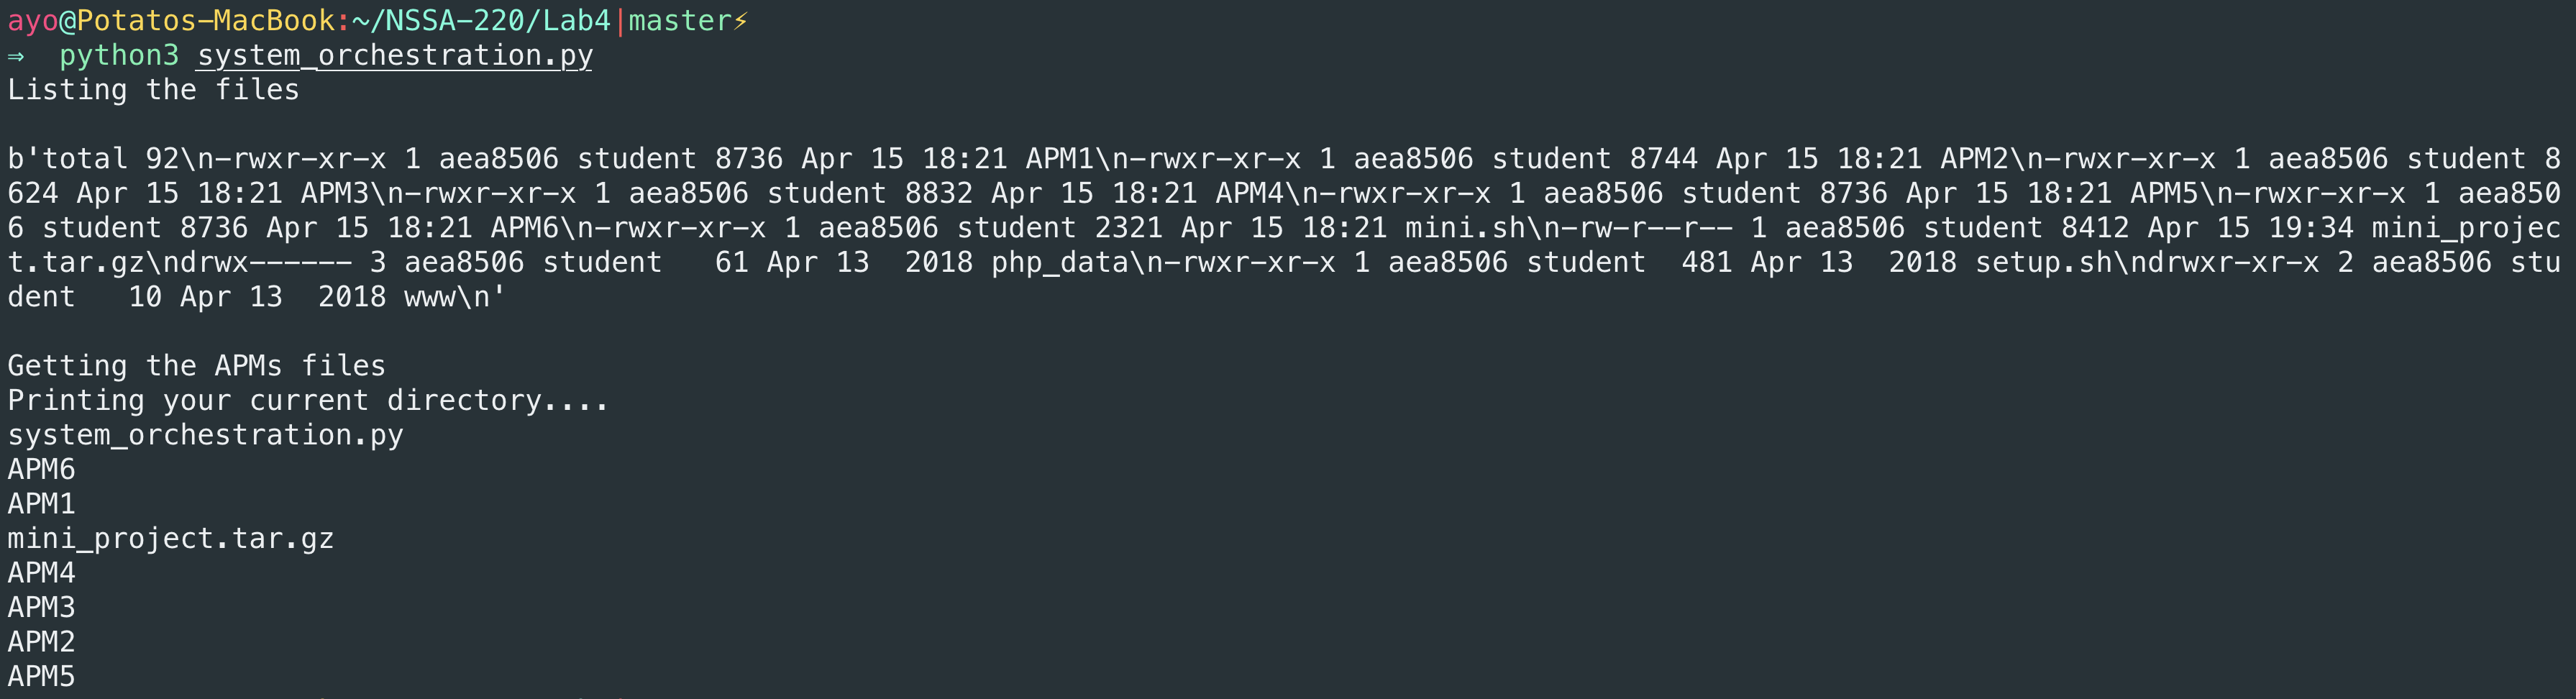 ayo@Potatos-MacBook:~/NSSA-220/Lab4|master⚡
⇒  python3 system_orchestration.py
Listing the files
b'total 92\n-rwxr-xr-x 1 aea8506 student 8736 Apr 15 18:21 APM1\n-rwxr-xr-x 1 aea8506 student 8744 Apr 15 18:21 APM2\n-rwxr-xr-x 1 aea8506 student 8
624 Apr 15 18:21 APM3\n-rwxr-xr-x 1 aea8506 student 8832 Apr 15 18:21 APM4\n-rwxr-xr-x 1 aea8506 student 8736 Apr 15 18:21 APM5\n-rwxr-xr-x 1 aea850
6 student 8736 Apr 15 18:21 APM6\n-rwxr-xr-x 1 aea8506 student 2321 Apr 15 18:21 mini.sh\n-rw-r--r-- 1 aea8506 student 8412 Apr 15 19:34 mini_projec
t.tar.gz\ndrwx------ 3 aea8506 student   61 Apr 13  2018 php_data\n-rwxr-xr-x 1 aea8506 student  481 Apr 13  2018 setup.sh\ndrwxr-xr-x 2 aea8506 stu
dent   10 Apr 13  2018 www\n'
Getting the APMs files
Printing your current directory....
system_orchestration.py
APM6
APM1
mini_project.tar.gz
APM4
APM3
APM2
APM5